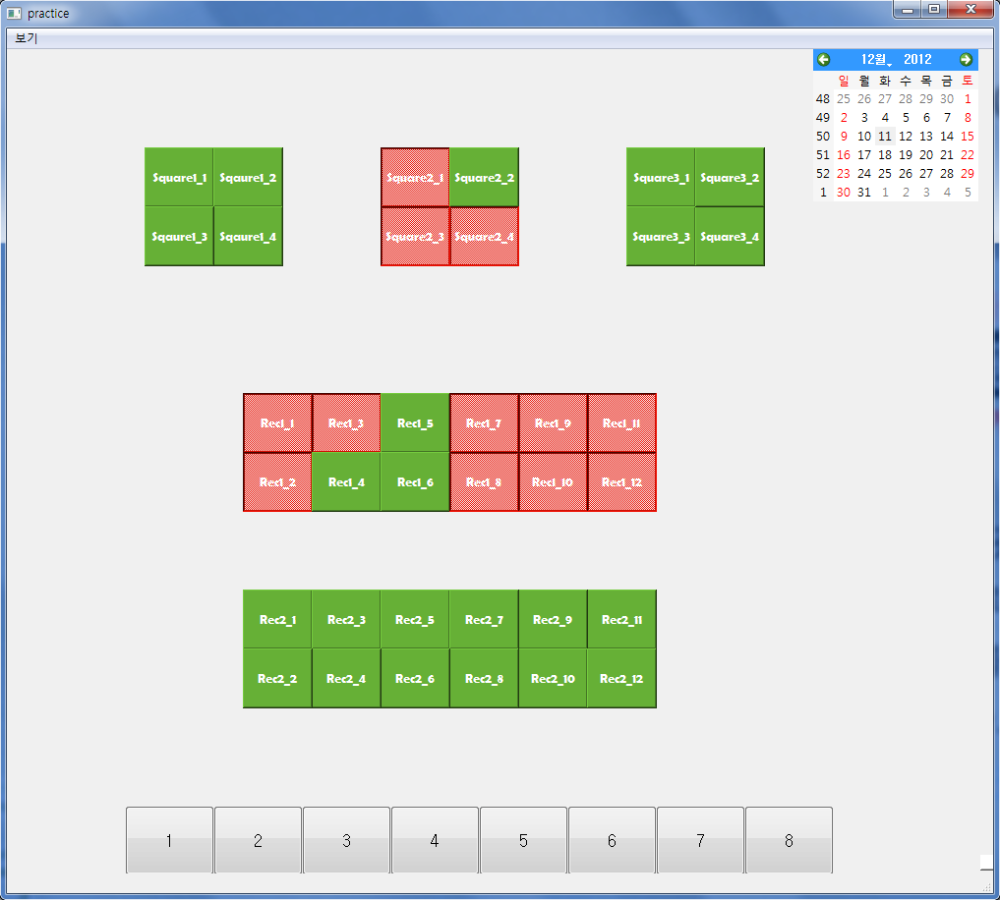 practice
보기
12월 2012
일 월 화 수 목 금 토
48 25 26 27 28 29 30 1
49 2 3 4 5 6 7 8
50 9 10 11 12 13 14 15
51 16 17 18 19 20 21 22
52 23 24 25 26 27 28 29
1 30 31 1 2 3 4 5
Square1_1 Sqaure1_2 Square2_1 Square2_2 Square3_1 Square3_2
Sqaure1_3 Sqaure1_4 Square2_3 Square2_4 Square3_3 Square3_4
Rec1_1 Rec1_3 Rec1_5 Rec1_7 Rec1_9 Rec1_11
Rec1_2 Rec1_4 Rec1_6 Rec1_8 Rec1_10 Rec1_12
Rec2_1 Rec2_3 Rec2_5 Rec2_7 Rec2_9 Rec2_11
Rec2_2 Rec2_4 Rec2_6 Rec2_8 Rec2_10 Rec2_12
1 2 3 4 5 6 7 8